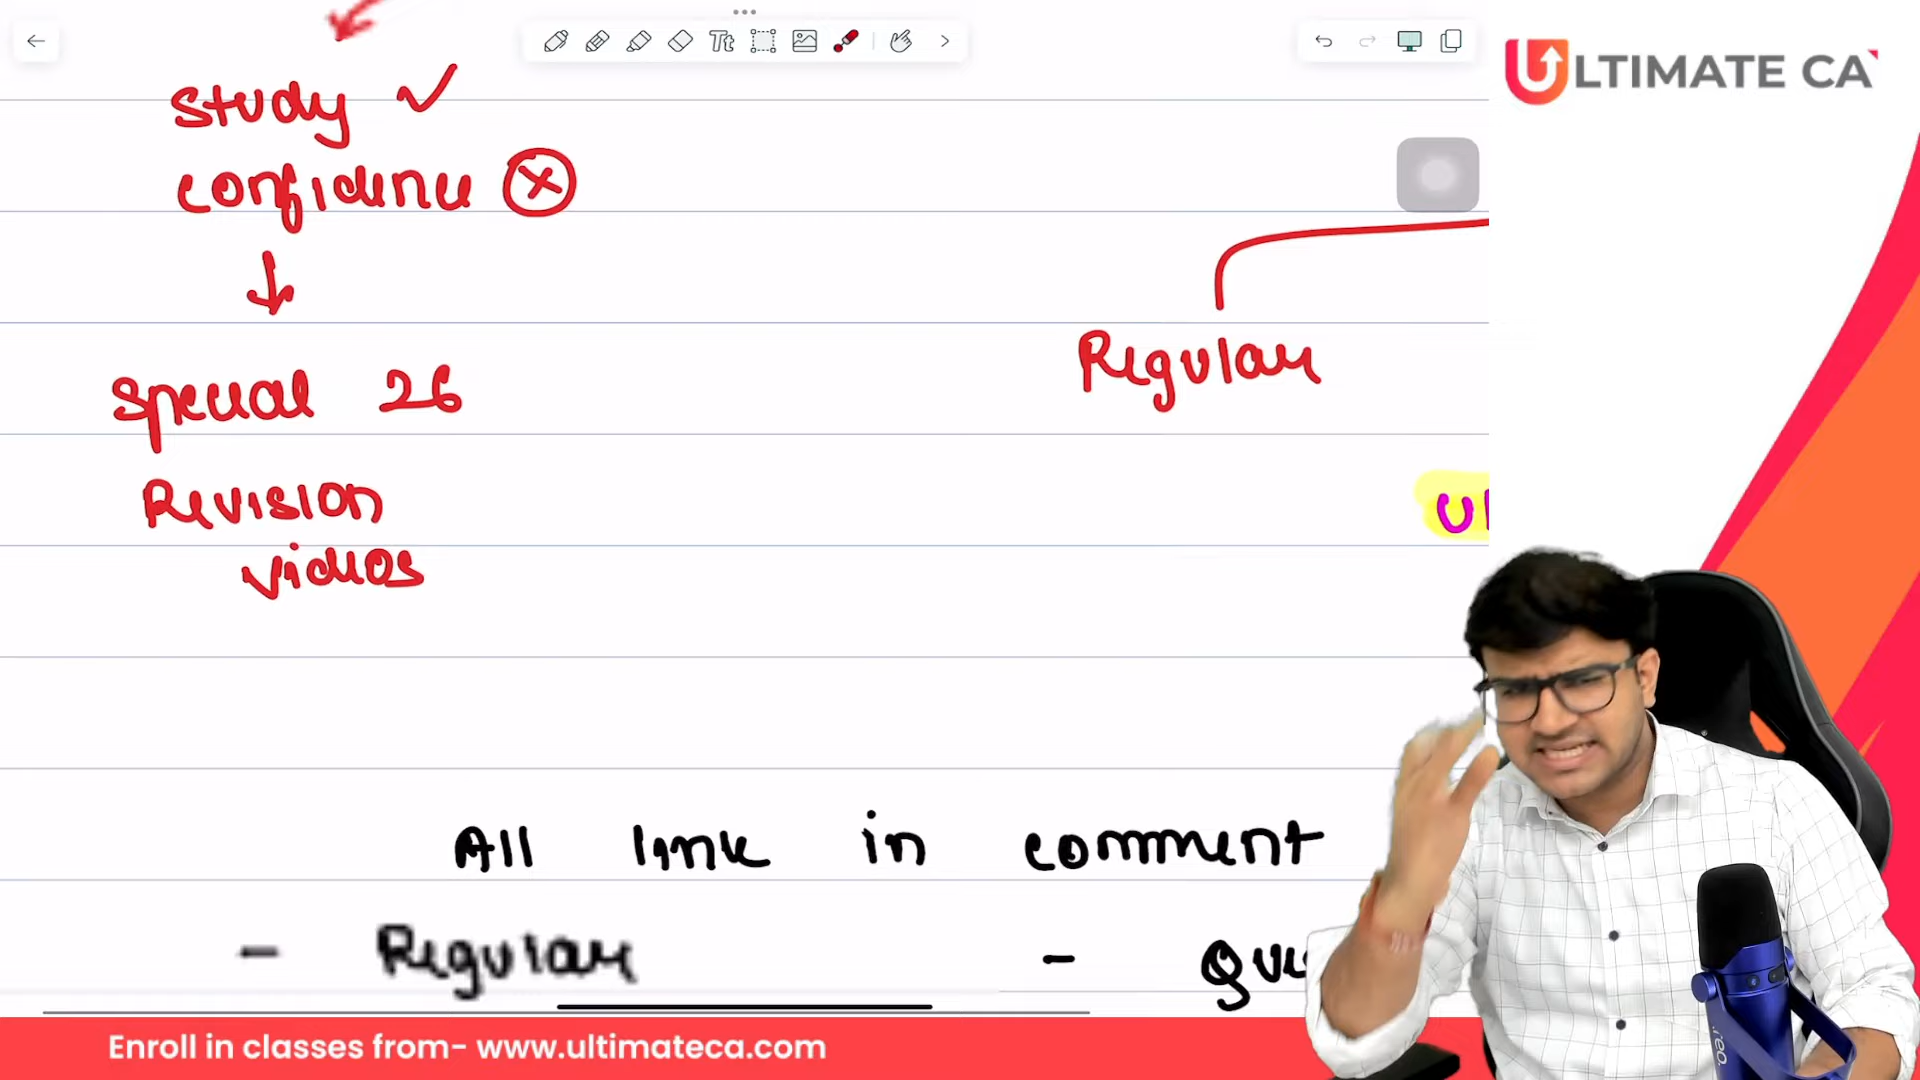 ULTIMATE CA
study ✓
confidence ⓧ
↓
Special 26
Regular
Revision
videos
All link in comment
- Regular
-
Enroll in classes from- www.ultimateca.com